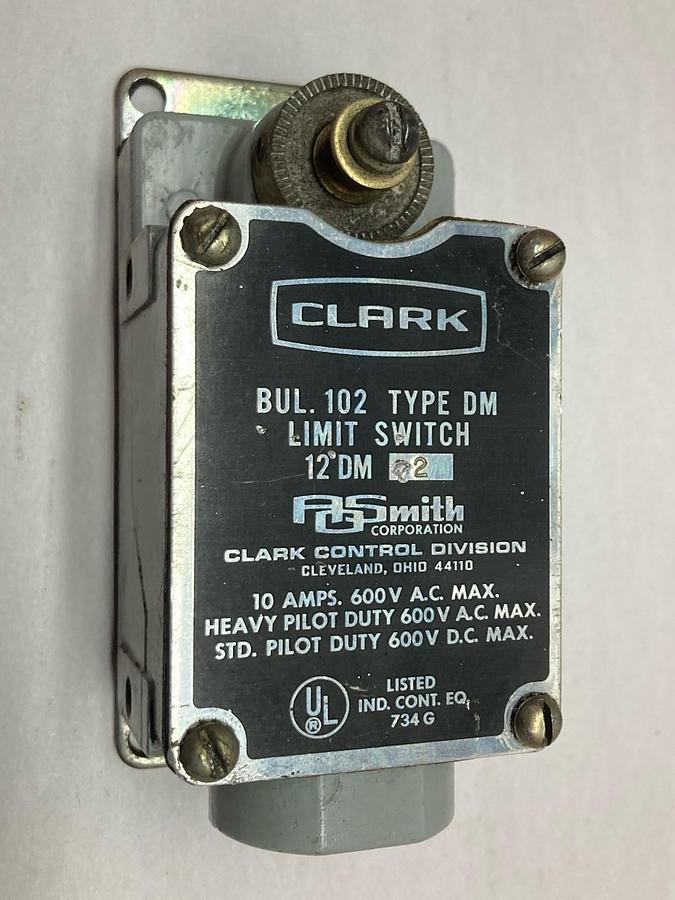 CLARK
BUL. 102 TYPE DM
LIMIT SWITCH
12 DM 2
AOSmith
CORPORATION
CLARK CONTROL DIVISION
CLEVELAND, OHIO 44110
10 AMPS. 600V A.C. MAX.
HEAVY PILOT DUTY 600V A.C. MAX.
STD. PILOT DUTY 600V D.C. MAX.
UL ®
LISTED
IND. CONT. EQ.
734 G